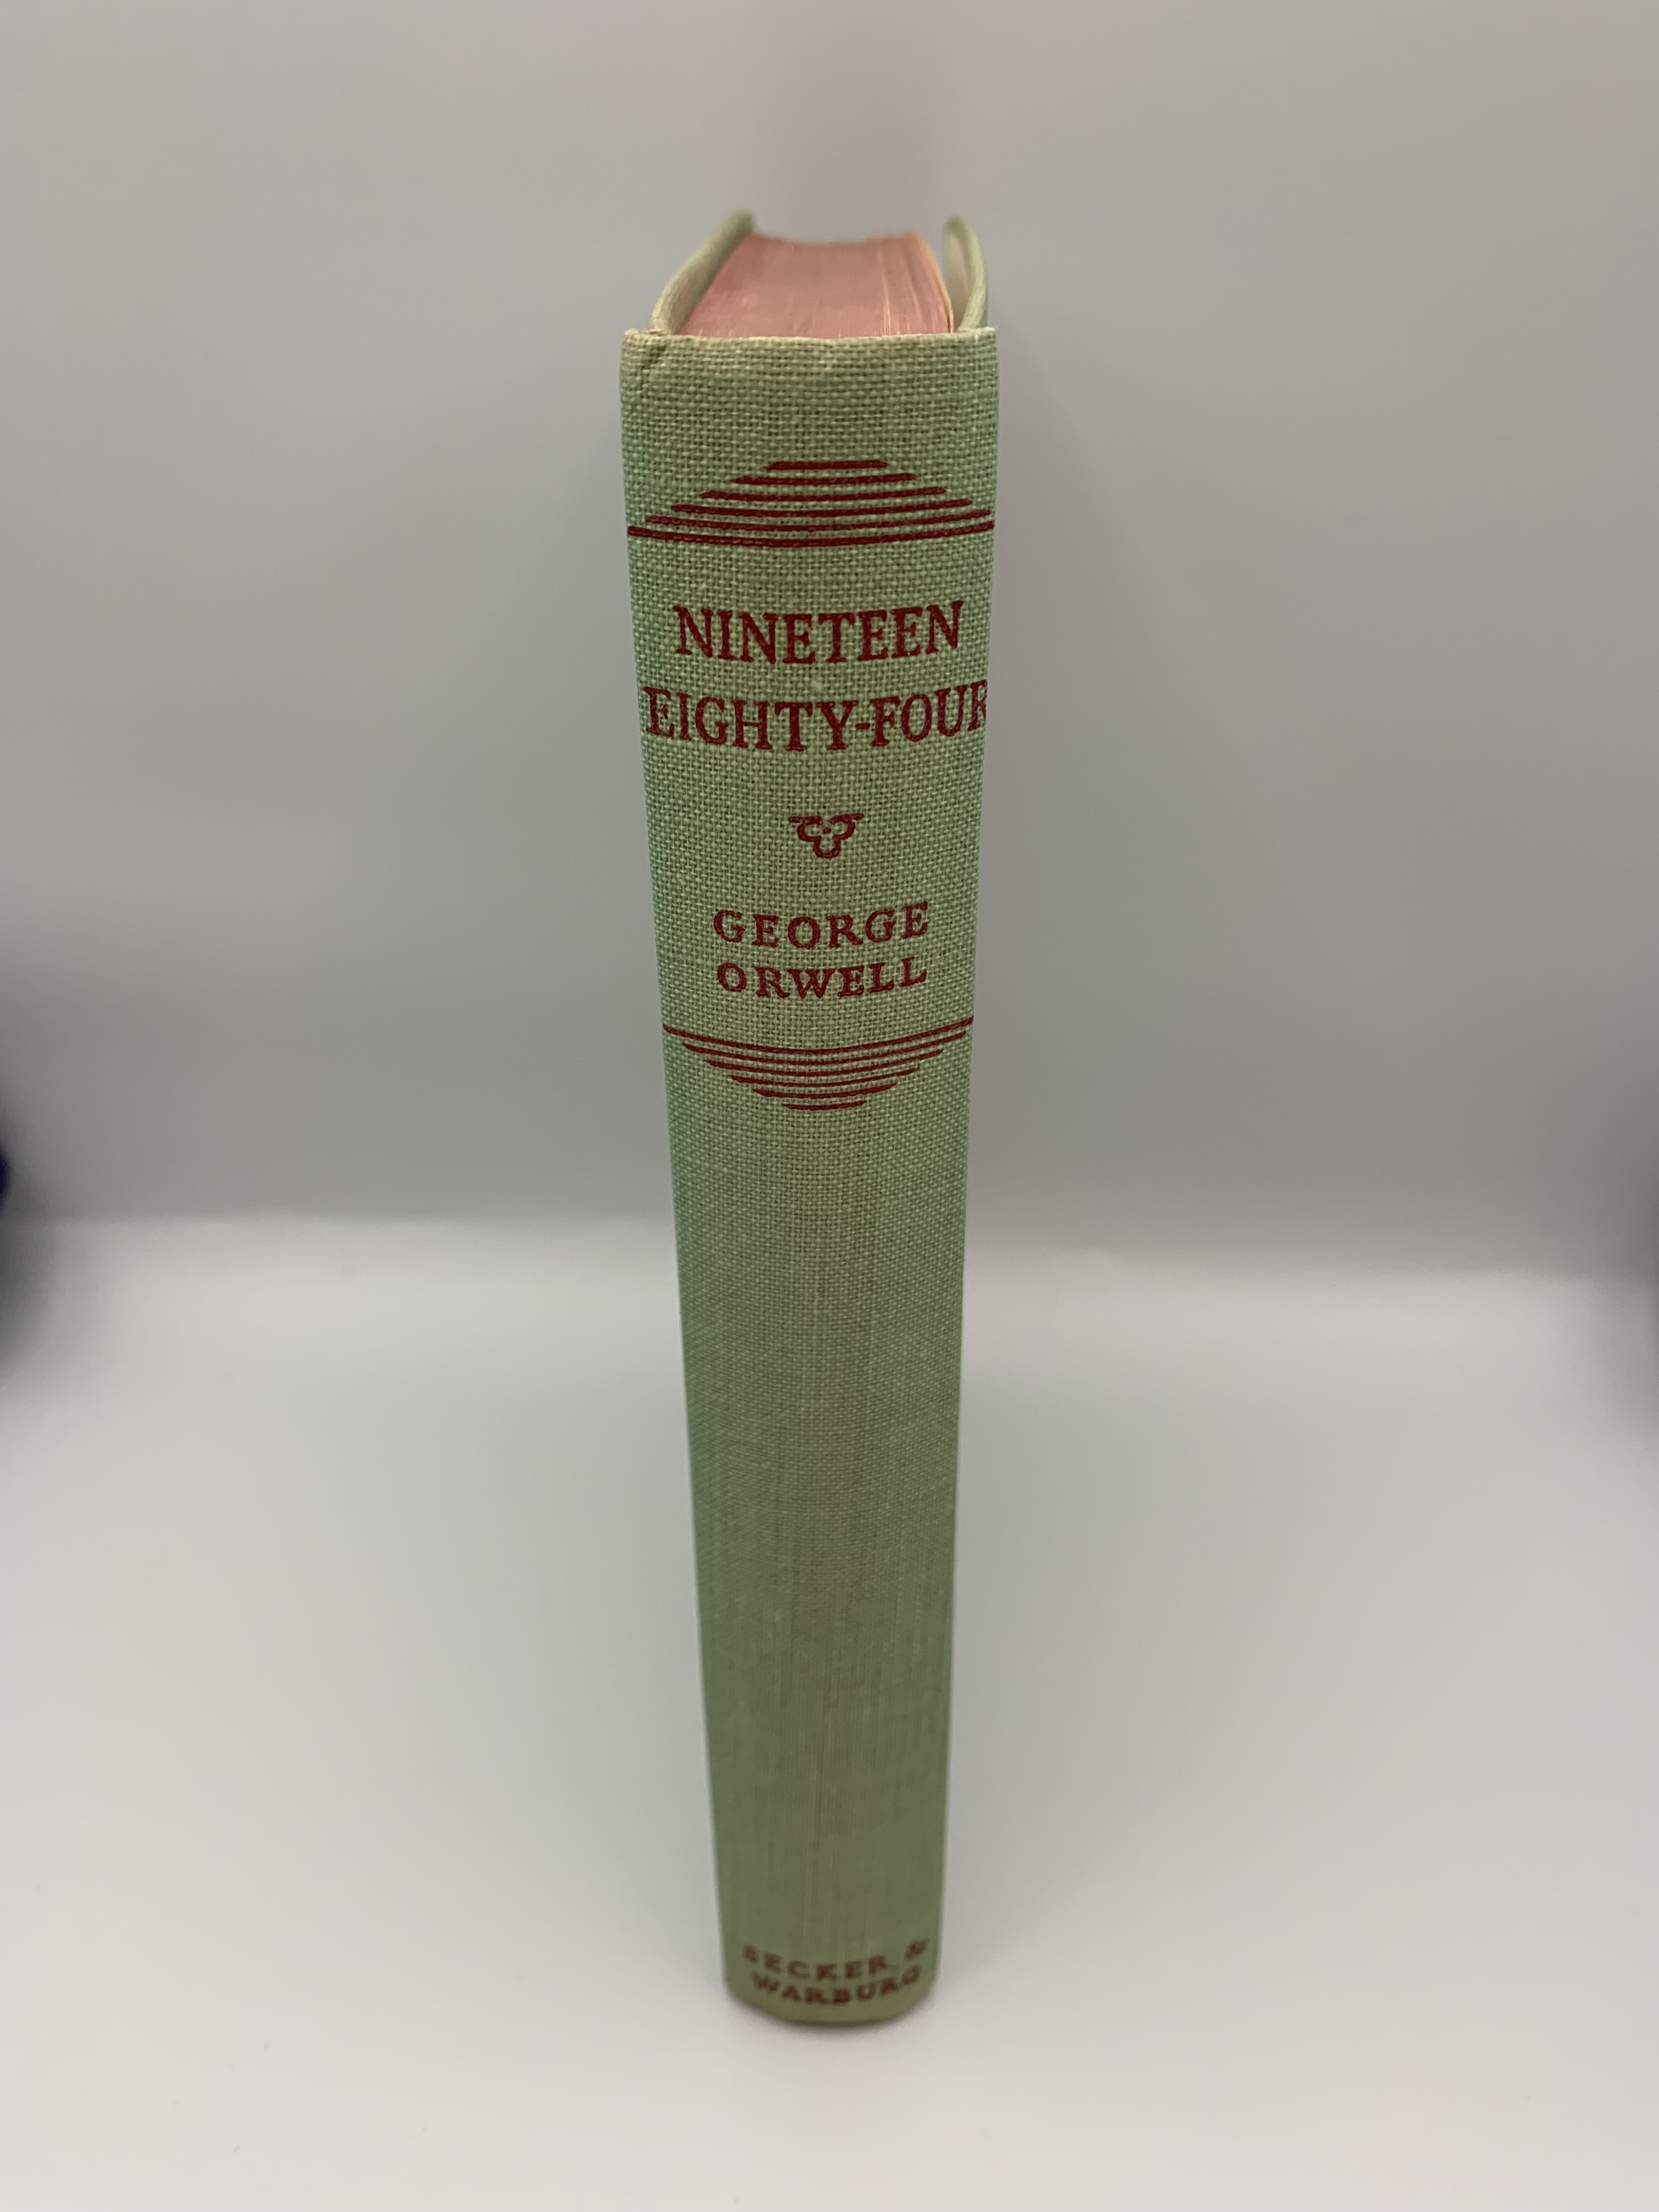 NINETEEN
EIGHTY-FOUR
GEORGE
ORWELL
SECKER &
WARBURG